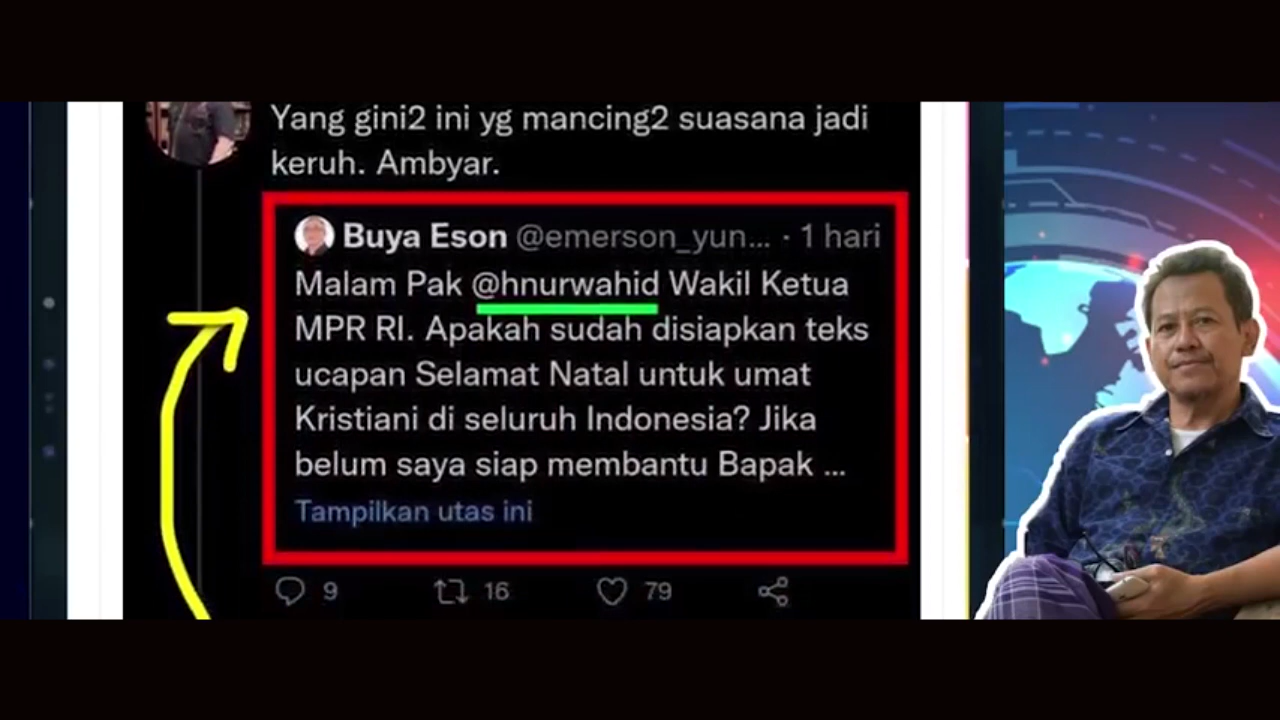 Yang gini2 ini yg mancing2 suasana jadi
keruh. Ambyar.
Buya Eson @emerson_yun... · 1 hari
Malam Pak @hnurwahid Wakil Ketua
MPR RI. Apakah sudah disiapkan teks
ucapan Selamat Natal untuk umat
Kristiani di seluruh Indonesia? Jika
belum saya siap membantu Bapak ...
Tampilkan utas ini
9 16 79